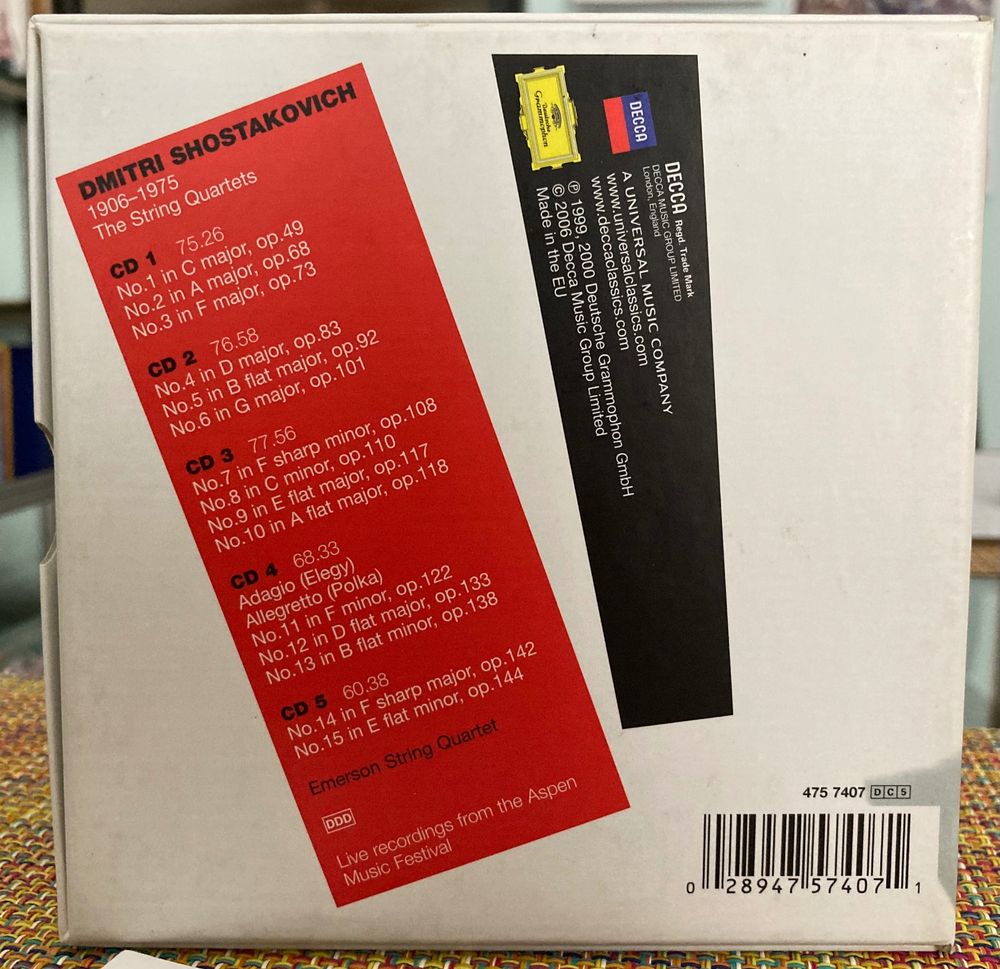 DMITRI SHOSTAKOVICH
1906–1975
The String Quartets
CD 1 75.26
No.1 in C major, op.49
No.2 in A major, op.68
No.3 in F major, op.73
CD 2 76.58
No.4 in D major, op.83
No.5 in B flat major, op.92
No.6 in G major, op.101
CD 3 77.56
No.7 in F sharp minor, op.108
No.8 in C minor, op.110
No.9 in E flat major, op.117
No.10 in A flat major, op.118
CD 4 68.33
Adagio (Elegy)
Allegretto (Polka)
No.11 in F minor, op.122
No.12 in D flat major, op.133
No.13 in B flat minor, op.138
CD 5 60.38
No.14 in F sharp major, op.142
No.15 in E flat minor, op.144
Emerson String Quartet
DDD
Live recordings from the Aspen
Music Festival
Deutsche
Grammophon
DECCA
DECCA Regd. Trade Mark
DECCA MUSIC GROUP LIMITED
London, England
A UNIVERSAL MUSIC COMPANY
www.universalclassics.com
www.deccaclassics.com
℗ 1999, 2000 Deutsche Grammophon GmbH
© 2006 Decca Music Group Limited
Made in the EU
475 7407 DC5
0 28947 57407 1